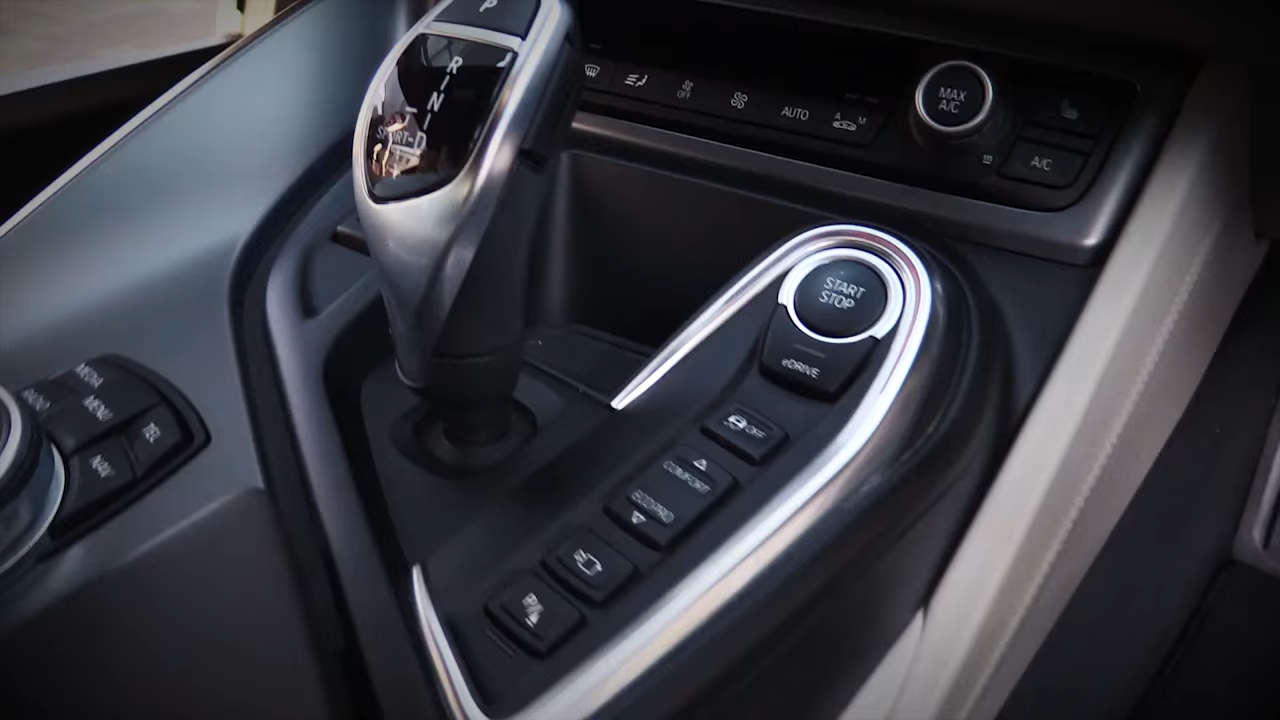 P
R
N
SPORT-D
OFF
AUTO
A M
MAX
A/C
A/C
START
STOP
eDRIVE
OFF
COMFORT
ECO PRO
MEDIA
RADIO
MENU
TEL
NAV